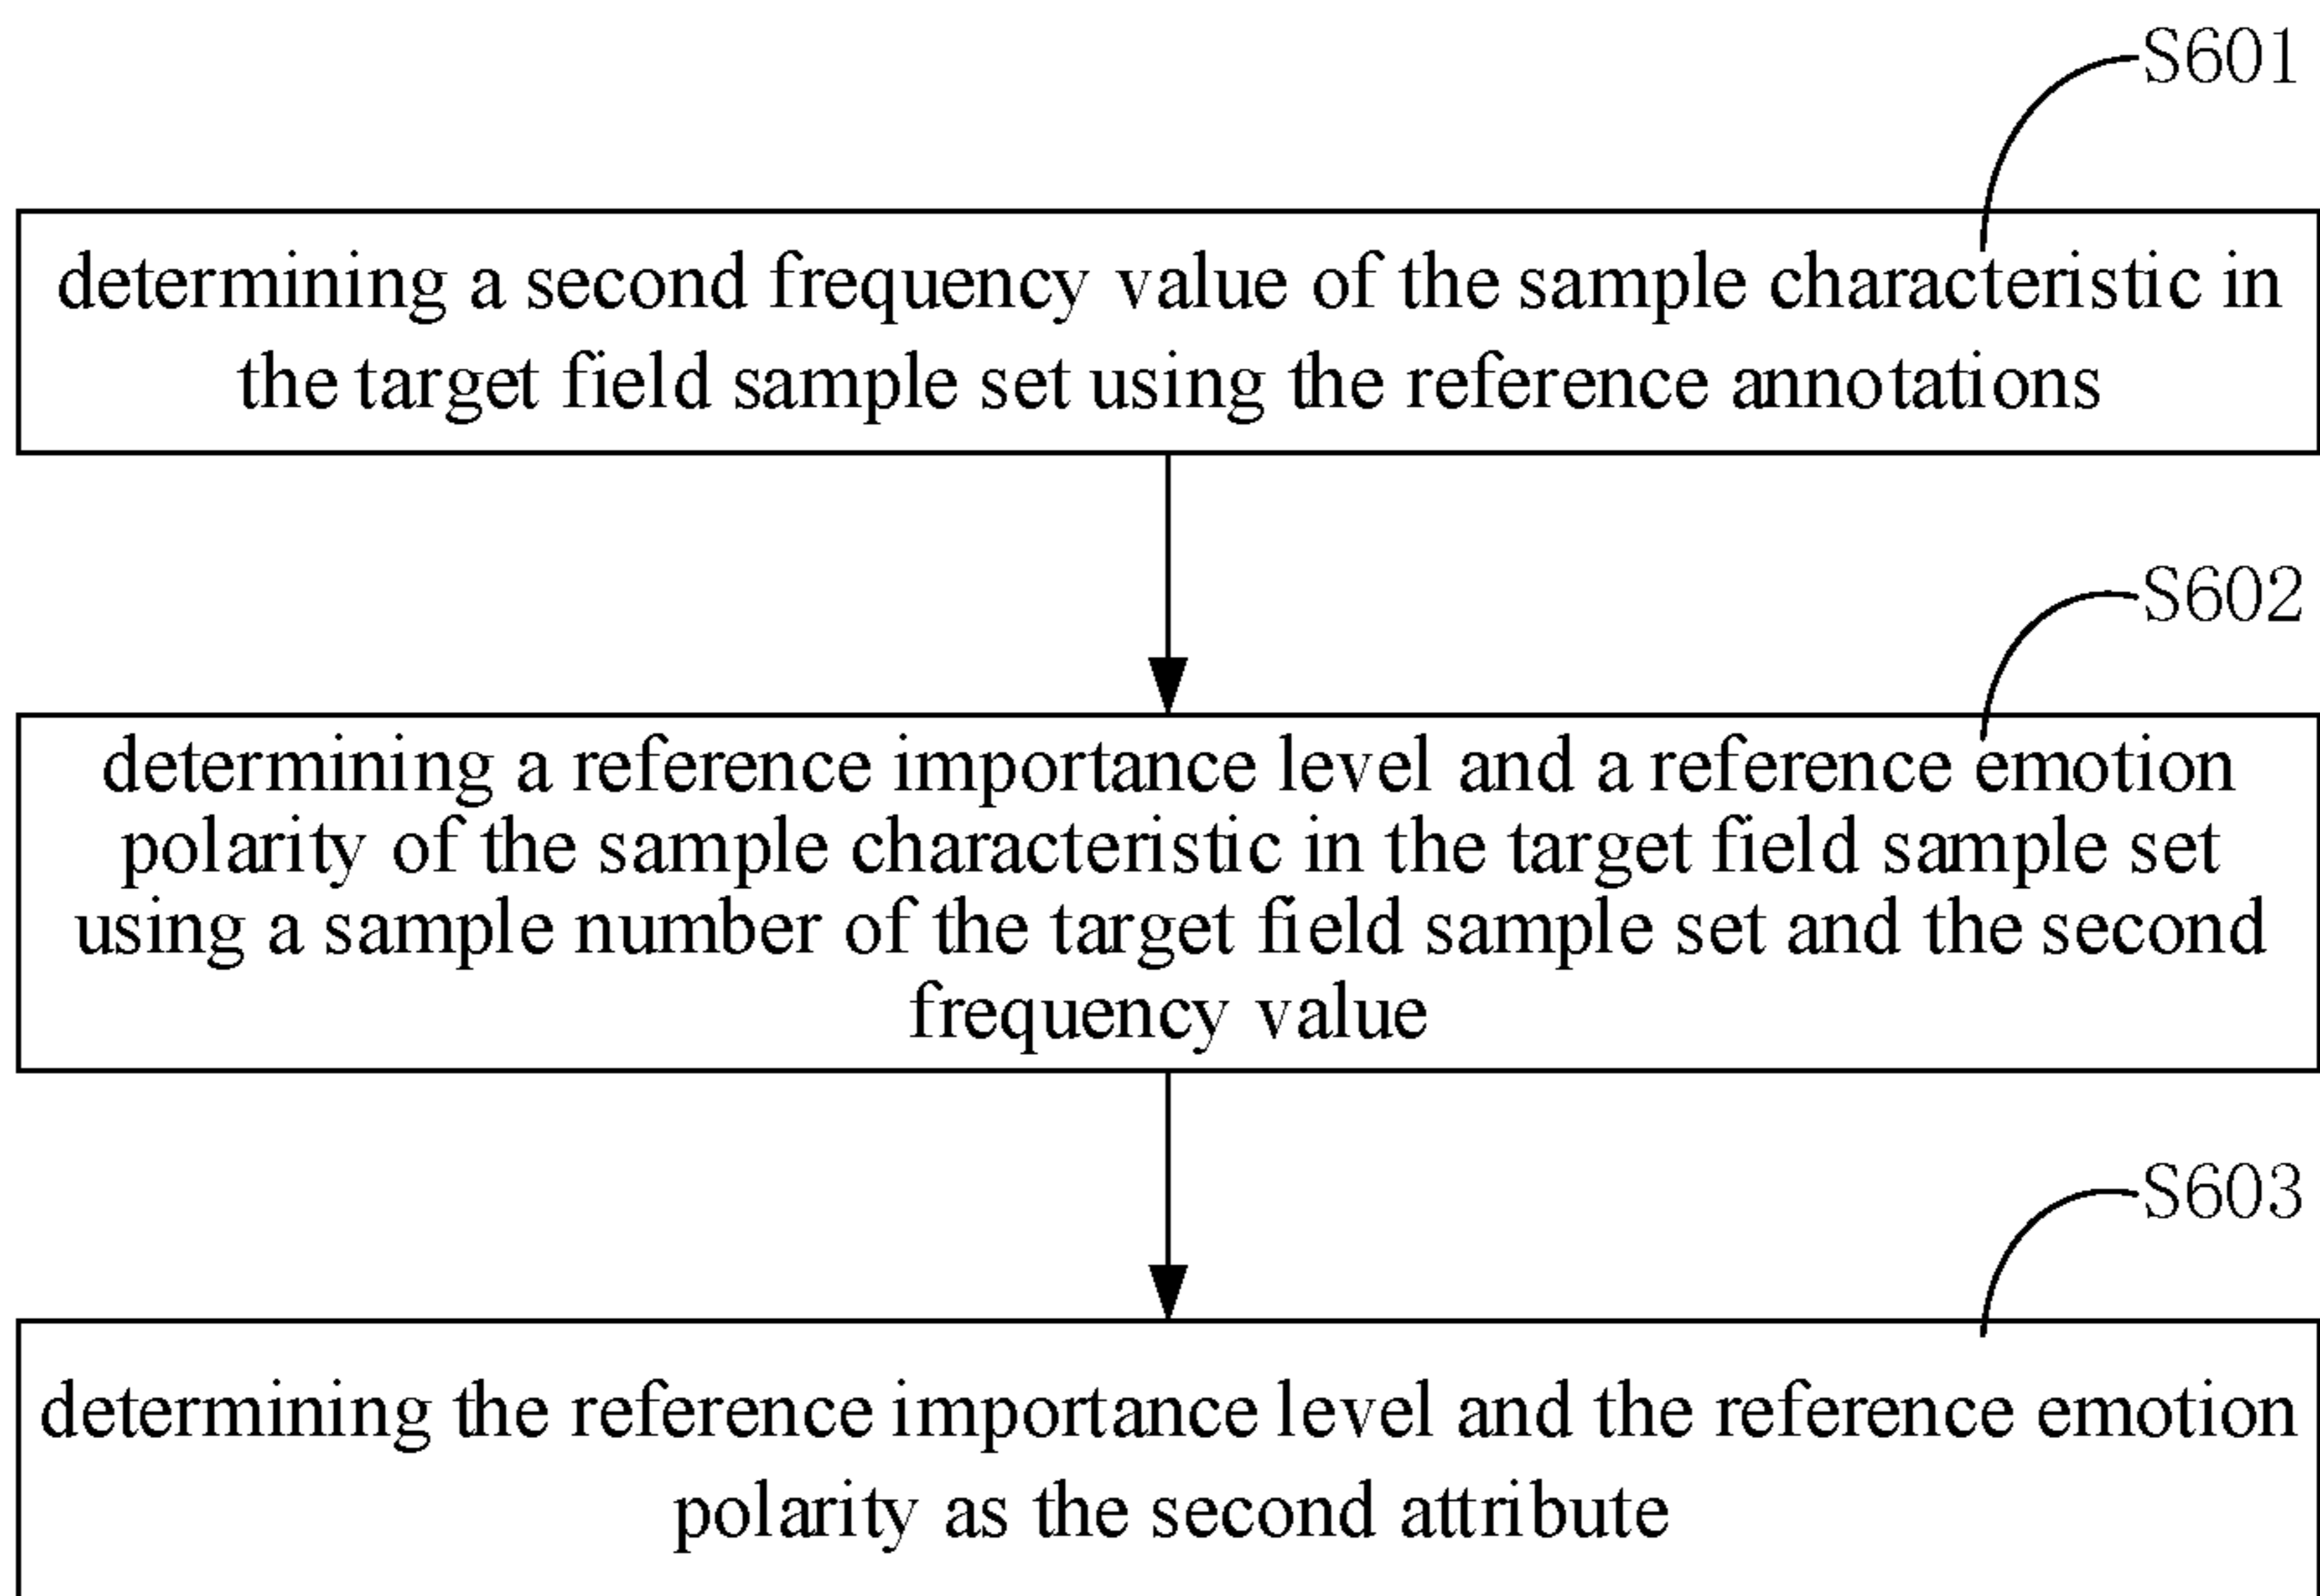 S601
determining a second frequency value of the sample characteristic in
the target field sample set using the reference annotations
S602
determining a reference importance level and a reference emotion
polarity of the sample characteristic in the target field sample set
using a sample number of the target field sample set and the second
frequency value
S603
determining the reference importance level and the reference emotion
polarity as the second attribute